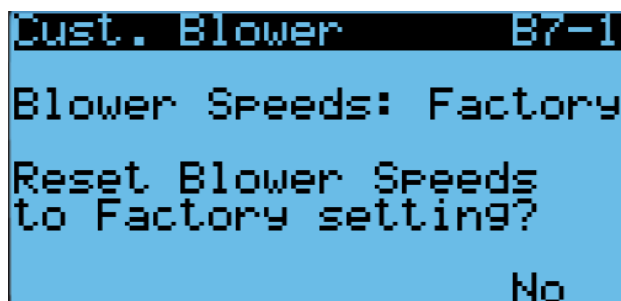 Cust. Blower B7-1
Blower Speeds: Factory
Reset Blower Speeds
to Factory setting?
No